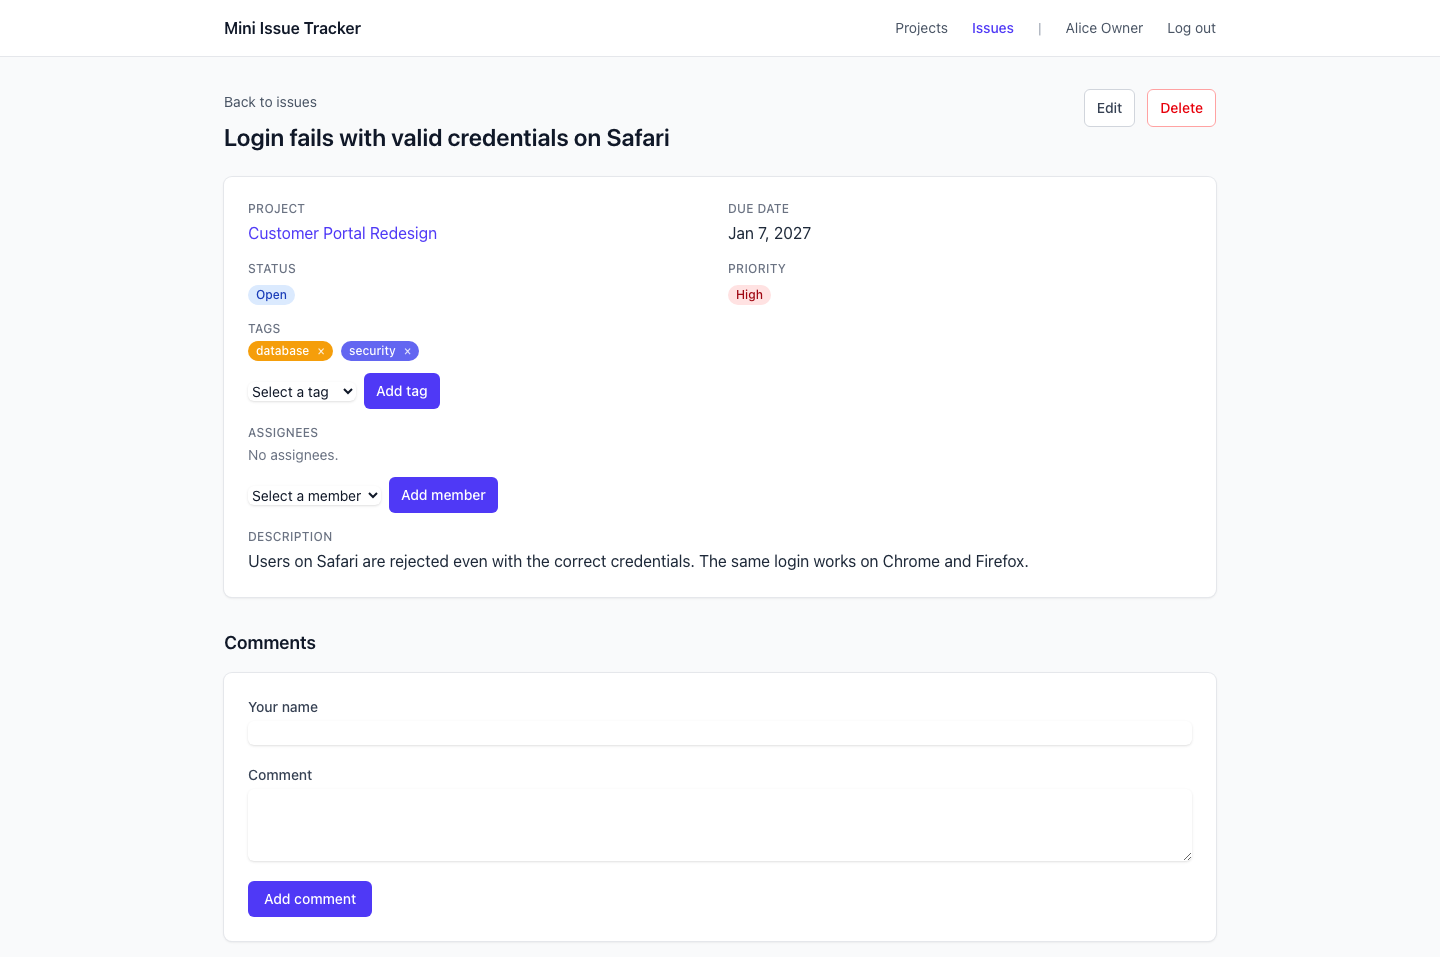 Mini Issue Tracker
Projects Issues | Alice Owner Log out
Back to issues
Edit Delete
Login fails with valid credentials on Safari
PROJECT
Customer Portal Redesign
DUE DATE
Jan 7, 2027
STATUS
Open
PRIORITY
High
TAGS
database × security ×
Select a tag Add tag
ASSIGNEES
No assignees.
Select a member Add member
DESCRIPTION
Users on Safari are rejected even with the correct credentials. The same login works on Chrome and Firefox.
Comments
Your name
Comment
Add comment